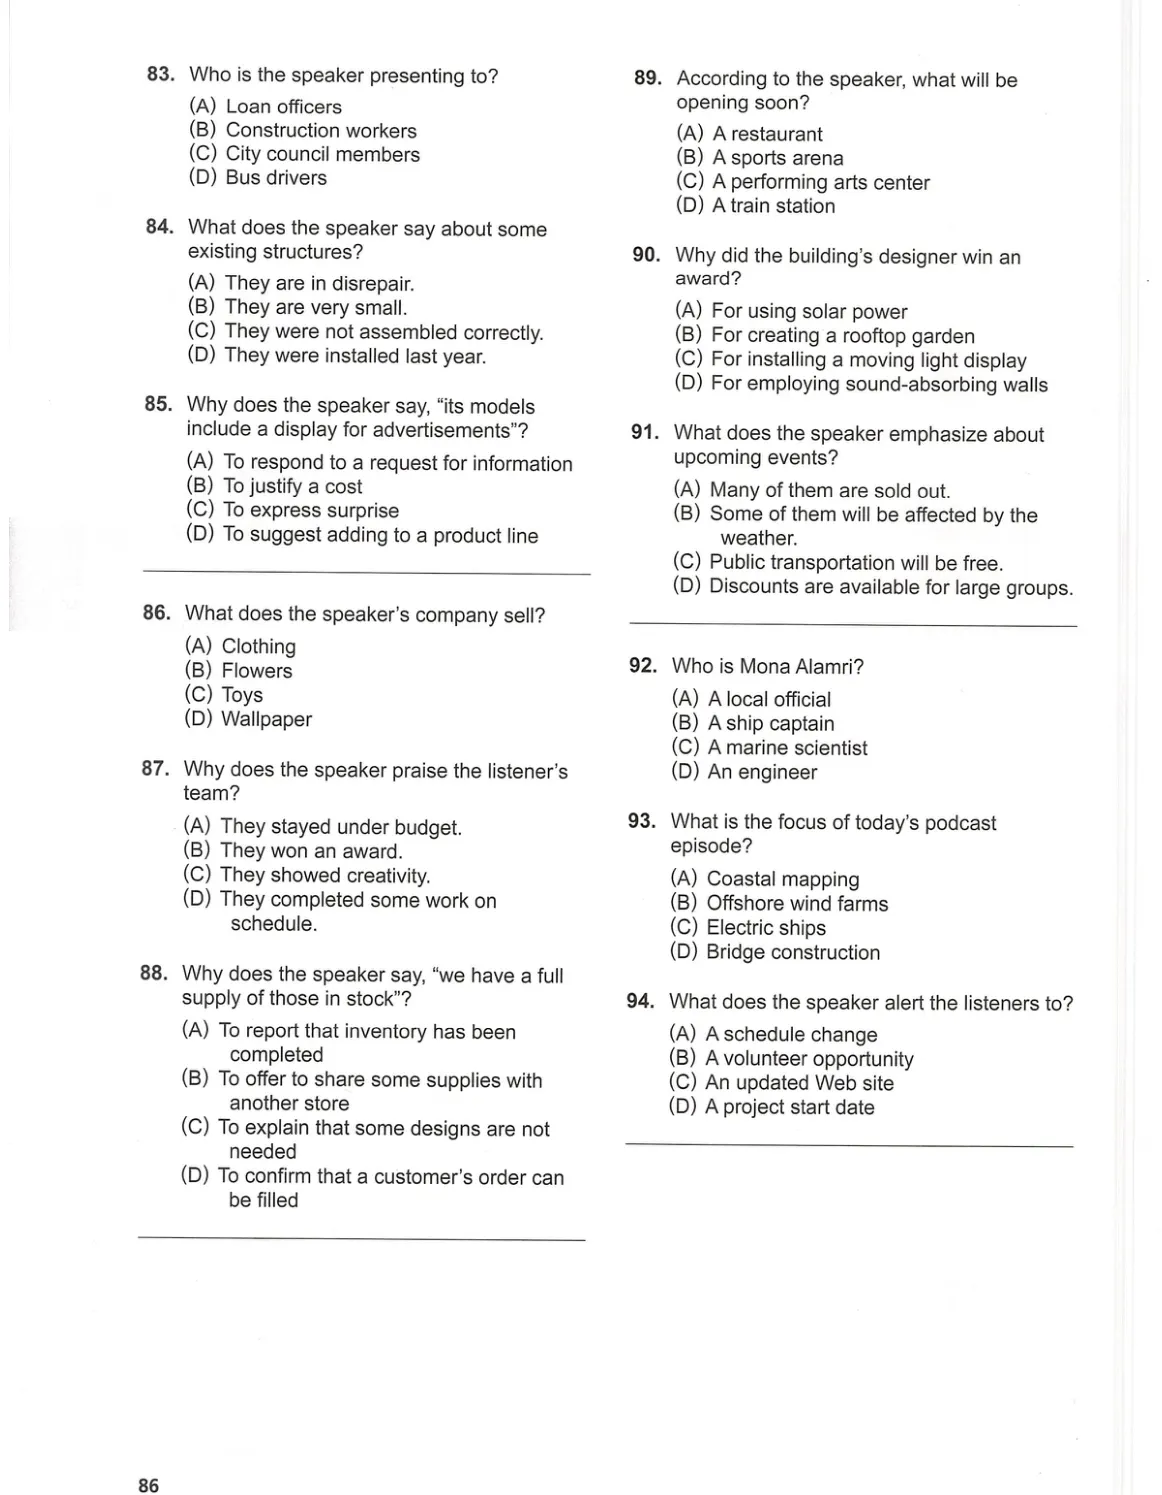 83. Who is the speaker presenting to?
(A) Loan officers
(B) Construction workers
(C) City council members
(D) Bus drivers
84. What does the speaker say about some
existing structures?
(A) They are in disrepair.
(B) They are very small.
(C) They were not assembled correctly.
(D) They were installed last year.
85. Why does the speaker say, “its models
include a display for advertisements”?
(A) To respond to a request for information
(B) To justify a cost
(C) To express surprise
(D) To suggest adding to a product line
86. What does the speaker’s company sell?
(A) Clothing
(B) Flowers
(C) Toys
(D) Wallpaper
87. Why does the speaker praise the listener’s
team?
(A) They stayed under budget.
(B) They won an award.
(C) They showed creativity.
(D) They completed some work on
schedule.
88. Why does the speaker say, “we have a full
supply of those in stock”?
(A) To report that inventory has been
completed
(B) To offer to share some supplies with
another store
(C) To explain that some designs are not
needed
(D) To confirm that a customer’s order can
be filled
89. According to the speaker, what will be
opening soon?
(A) A restaurant
(B) A sports arena
(C) A performing arts center
(D) A train station
90. Why did the building’s designer win an
award?
(A) For using solar power
(B) For creating a rooftop garden
(C) For installing a moving light display
(D) For employing sound-absorbing walls
91. What does the speaker emphasize about
upcoming events?
(A) Many of them are sold out.
(B) Some of them will be affected by the
weather.
(C) Public transportation will be free.
(D) Discounts are available for large groups.
92. Who is Mona Alamri?
(A) A local official
(B) A ship captain
(C) A marine scientist
(D) An engineer
93. What is the focus of today’s podcast
episode?
(A) Coastal mapping
(B) Offshore wind farms
(C) Electric ships
(D) Bridge construction
94. What does the speaker alert the listeners to?
(A) A schedule change
(B) A volunteer opportunity
(C) An updated Web site
(D) A project start date
86